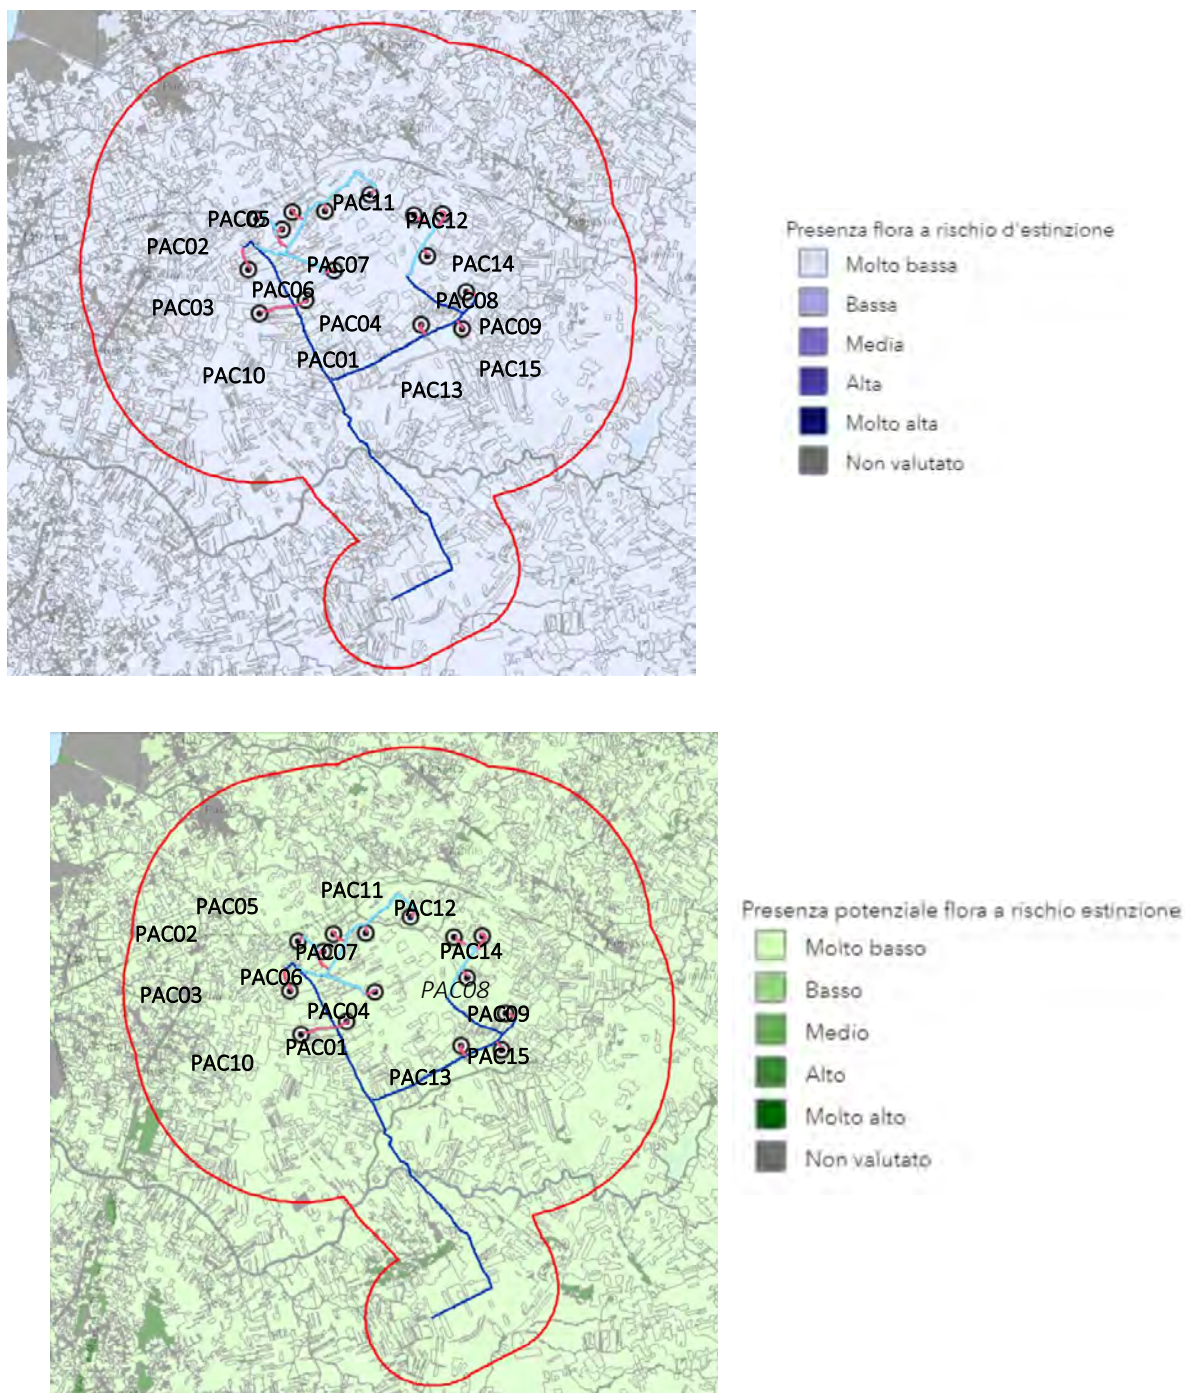 PAC11
PAC05
PAC12
PAC02
PAC07
PAC14
PAC06
PAC08
PAC03
PAC04
PAC09
PAC01
PAC15
PAC10
PAC13
Presenza flora a rischio d'estinzione
Molto bassa
Bassa
Media
Alta
Molto alta
Non valutato
PAC11
PAC05
PAC12
PAC02
PAC07
PAC14
PAC06
PAC08
PAC03
PAC04
PAC09
PAC01
PAC15
PAC10
PAC13
Presenza potenziale flora a rischio estinzione
Molto basso
Basso
Medio
Alto
Molto alto
Non valutato